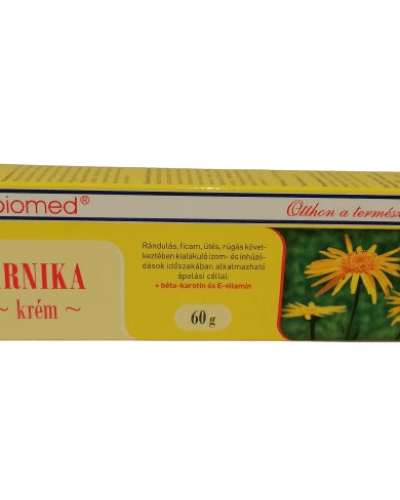 biomed®
Otthon a termész
ARNIKA
~ krém ~
Rándulás, ficam, ütés, rúgás követ-
keztében kialakuló izom- és ínhúzó-
dások időszakában alkalmazható
ápolási céllal.
+ béta-karotin és E-vitamin
60 g